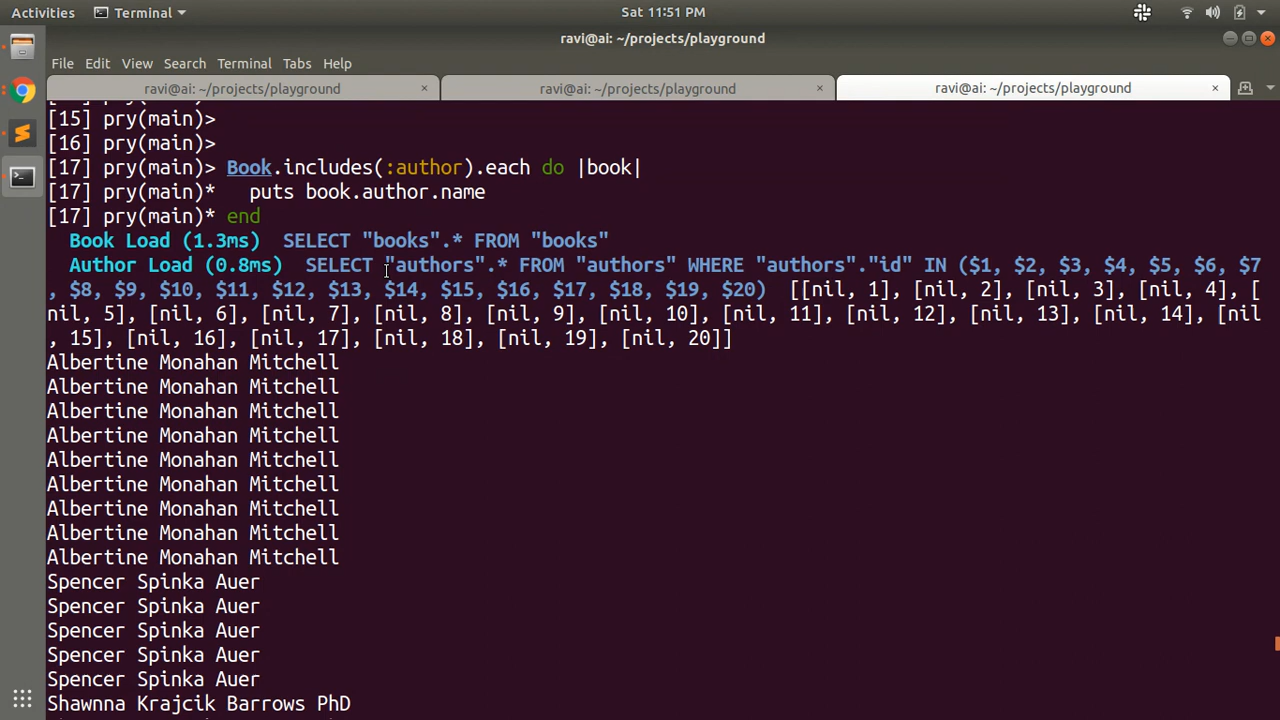 Activities Terminal Sat 11:51 PM
ravi@ai: ~/projects/playground
File Edit View Search Terminal Tabs Help
ravi@ai: ~/projects/playground × ravi@ai: ~/projects/playground × ravi@ai: ~/projects/playground ×
[15] pry(main)>
[16] pry(main)>
[17] pry(main)> Book.includes(:author).each do |book|
[17] pry(main)*   puts book.author.name
[17] pry(main)* end
  Book Load (1.3ms)  SELECT "books".* FROM "books"
  Author Load (0.8ms)  SELECT "authors".* FROM "authors" WHERE "authors"."id" IN ($1, $2, $3, $4, $5, $6, $7
, $8, $9, $10, $11, $12, $13, $14, $15, $16, $17, $18, $19, $20)  [[nil, 1], [nil, 2], [nil, 3], [nil, 4], [
nil, 5], [nil, 6], [nil, 7], [nil, 8], [nil, 9], [nil, 10], [nil, 11], [nil, 12], [nil, 13], [nil, 14], [nil
, 15], [nil, 16], [nil, 17], [nil, 18], [nil, 19], [nil, 20]]
Albertine Monahan Mitchell
Albertine Monahan Mitchell
Albertine Monahan Mitchell
Albertine Monahan Mitchell
Albertine Monahan Mitchell
Albertine Monahan Mitchell
Albertine Monahan Mitchell
Albertine Monahan Mitchell
Albertine Monahan Mitchell
Spencer Spinka Auer
Spencer Spinka Auer
Spencer Spinka Auer
Spencer Spinka Auer
Spencer Spinka Auer
Shawnna Krajcik Barrows PhD